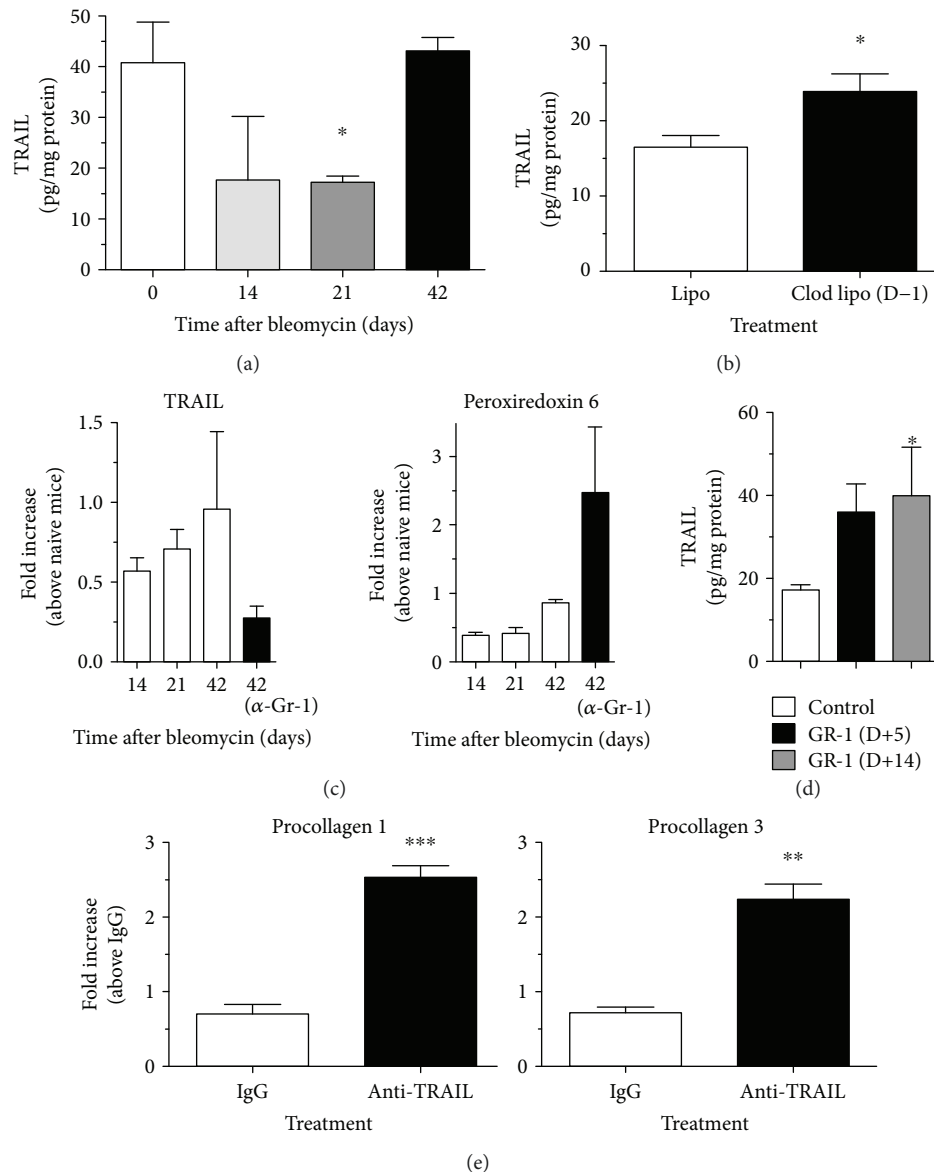 50
40
30
20
10
0
TRAIL
(pg/mg protein)
*
0 14 21 42
Time after bleomycin (days)
(a)
30
20
10
0
TRAIL
(pg/mg protein)
*
Lipo Clod lipo (D−1)
Treatment
(b)
TRAIL
1.5
1.0
0.5
0.0
Fold increase
(above naive mice)
14 21 42 42
(α-Gr-1)
Time after bleomycin (days)
Peroxiredoxin 6
3
2
1
0
Fold increase
(above naive mice)
14 21 42 42
(α-Gr-1)
Time after bleomycin (days)
(c)
60
40
20
0
TRAIL
(pg/mg protein)
*
Control
GR-1 (D+5)
GR-1 (D+14)
(d)
Procollagen 1
3
2
1
0
Fold increase
(above IgG)
***
IgG Anti-TRAIL
Treatment
Procollagen 3
3
2
1
0
**
IgG Anti-TRAIL
Treatment
(e)